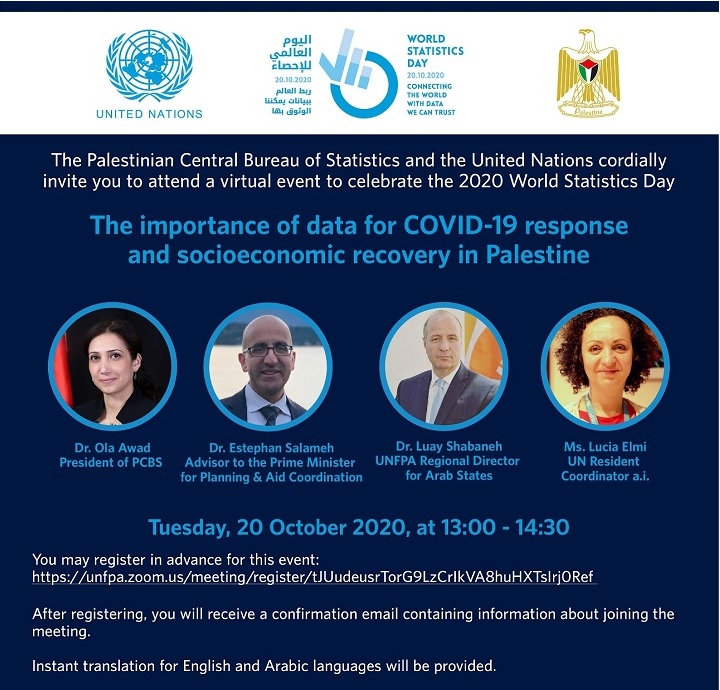 UNITED NATIONS
اليوم
العالمي
للإحصاء
20.10.2020
ربط العالم
ببيانات يمكننا
الوثوق بها
WORLD
STATISTICS
DAY
20.10.2020
CONNECTING
THE WORLD
WITH DATA
WE CAN TRUST
Palestine
The Palestinian Central Bureau of Statistics and the United Nations cordially
invite you to attend a virtual event to celebrate the 2020 World Statistics Day
The importance of data for COVID-19 response
and socioeconomic recovery in Palestine
Dr. Ola Awad
President of PCBS
Dr. Estephan Salameh
Advisor to the Prime Minister
for Planning & Aid Coordination
Dr. Luay Shabaneh
UNFPA Regional Director
for Arab States
Ms. Lucia Elmi
UN Resident
Coordinator a.i.
Tuesday, 20 October 2020, at 13:00 - 14:30
You may register in advance for this event:
https://unfpa.zoom.us/meeting/register/tJUudeusrTorG9LzCrIkVA8huHXTsIrj0Ref
After registering, you will receive a confirmation email containing information about joining the
meeting.
Instant translation for English and Arabic languages will be provided.